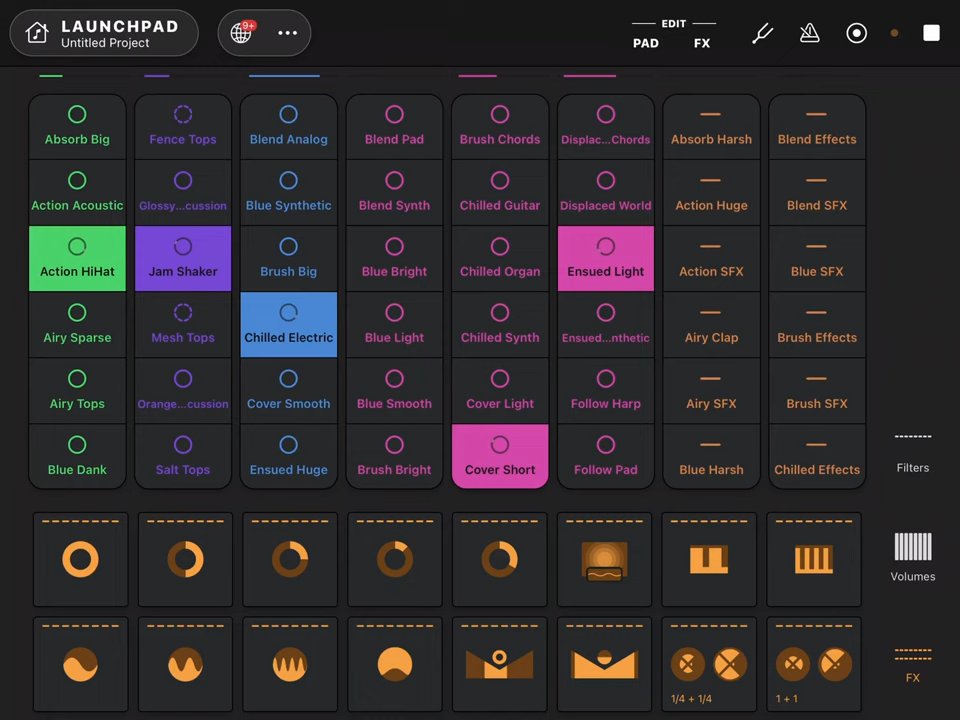 LAUNCHPAD
Untitled Project
9+
EDIT
PAD FX
Absorb Big Fence Tops Blend Analog Blend Pad Brush Chords Displac...Chords Absorb Harsh Blend Effects
Action Acoustic Glossy...cussion Blue Synthetic Blend Synth Chilled Guitar Displaced World Action Huge Blend SFX
Action HiHat Jam Shaker Brush Big Blue Bright Chilled Organ Ensued Light Action SFX Blue SFX
Airy Sparse Mesh Tops Chilled Electric Blue Light Chilled Synth Ensued...nthetic Airy Clap Brush Effects
Airy Tops Orange...cussion Cover Smooth Blue Smooth Cover Light Follow Harp Airy SFX Brush SFX
Blue Dank Salt Tops Ensued Huge Brush Bright Cover Short Follow Pad Blue Harsh Chilled Effects
Filters
Volumes
FX
1/4 + 1/4 1 + 1